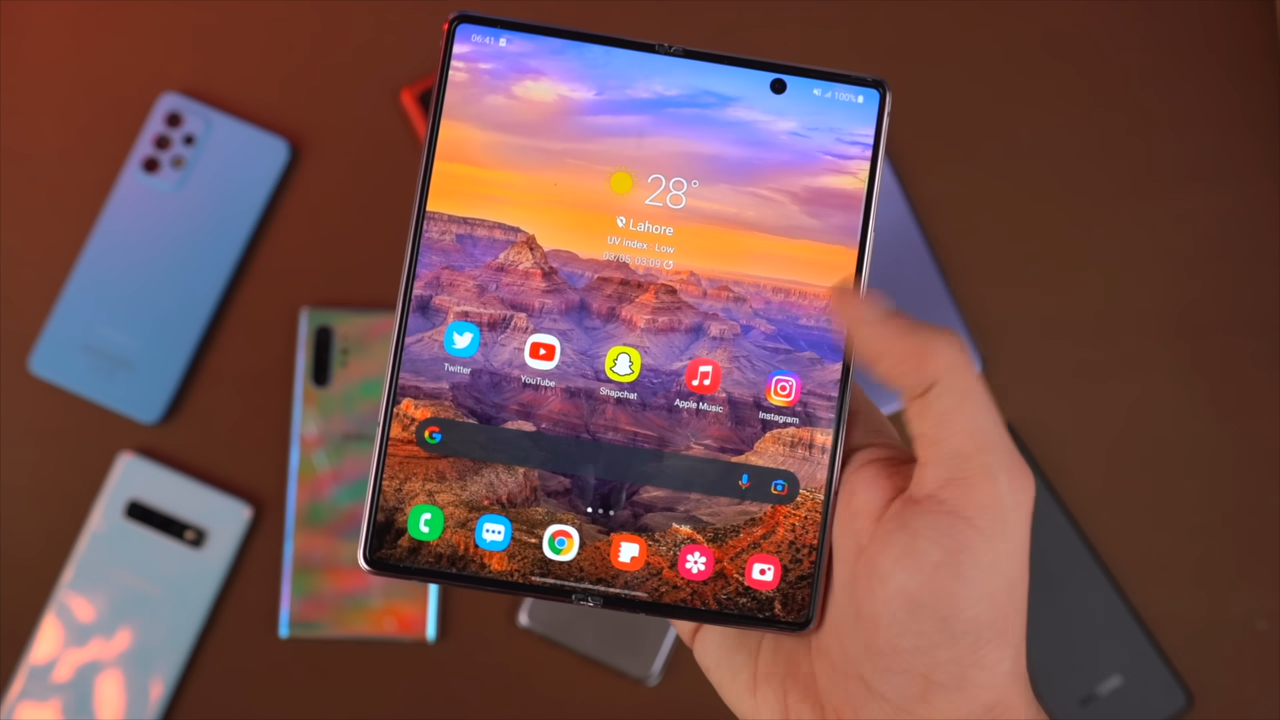 06:41
100%
28°
Lahore
UV index : Low
03/05, 03:09
Twitter
YouTube
Snapchat
Apple Music
Instagram
G